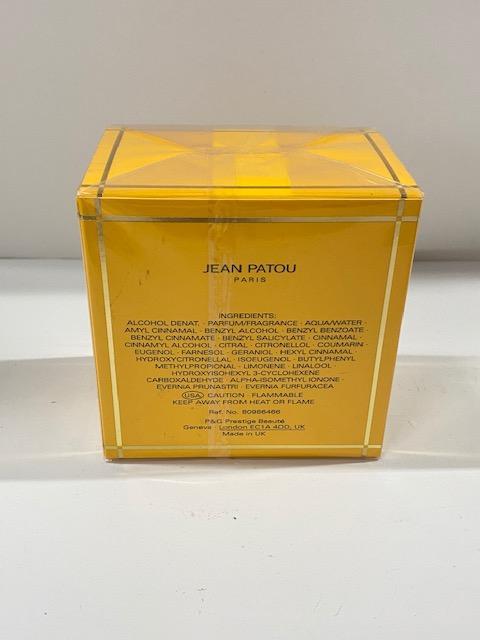 JEAN PATOU
PARIS
INGREDIENTS:
ALCOHOL DENAT. · PARFUM/FRAGRANCE · AQUA/WATER ·
AMYL CINNAMAL · BENZYL ALCOHOL · BENZYL BENZOATE ·
BENZYL CINNAMATE · BENZYL SALICYLATE · CINNAMAL ·
CINNAMYL ALCOHOL · CITRAL · CITRONELLOL · COUMARIN ·
EUGENOL · FARNESOL · GERANIOL · HEXYL CINNAMAL ·
HYDROXYCITRONELLAL · ISOEUGENOL · BUTYLPHENYL
METHYLPROPIONAL · LIMONENE · LINALOOL ·
HYDROXYISOHEXYL 3-CYCLOHEXENE
CARBOXALDEHYDE · ALPHA-ISOMETHYL IONONE ·
EVERNIA PRUNASTRI · EVERNIA FURFURACEA
USA CAUTION · FLAMMABLE
KEEP AWAY FROM HEAT OR FLAME
Ref. No. 80986486
P&G Prestige Beauté
Geneva · London EC1A 4DD, UK
Made in UK